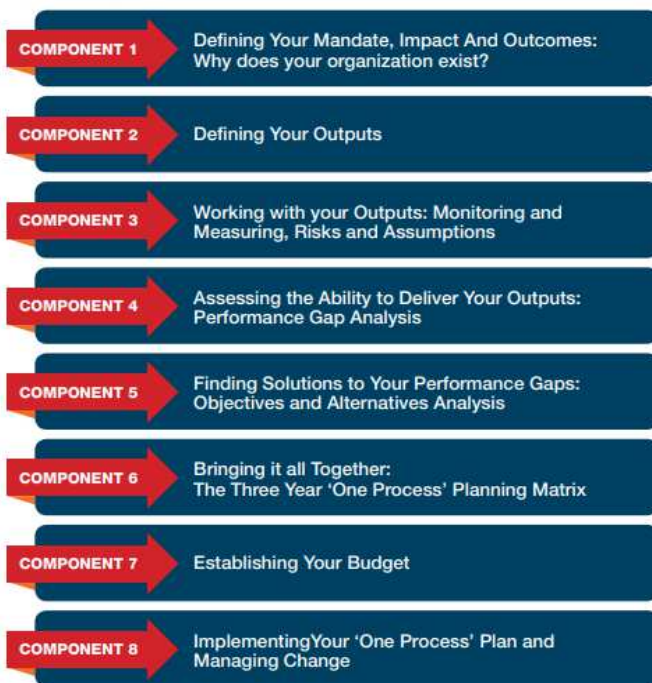 COMPONENT 1
Defining Your Mandate, Impact And Outcomes:
Why does your organization exist?
COMPONENT 2
Defining Your Outputs
COMPONENT 3
Working with your Outputs: Monitoring and
Measuring, Risks and Assumptions
COMPONENT 4
Assessing the Ability to Deliver Your Outputs:
Performance Gap Analysis
COMPONENT 5
Finding Solutions to Your Performance Gaps:
Objectives and Alternatives Analysis
COMPONENT 6
Bringing it all Together:
The Three Year ‘One Process’ Planning Matrix
COMPONENT 7
Establishing Your Budget
COMPONENT 8
ImplementingYour ‘One Process’ Plan and
Managing Change